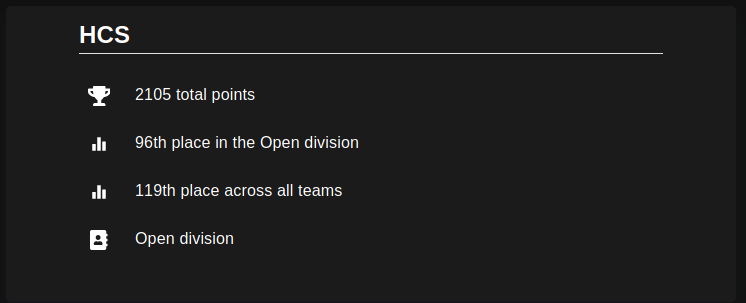 HCS
2105 total points
96th place in the Open division
119th place across all teams
Open division